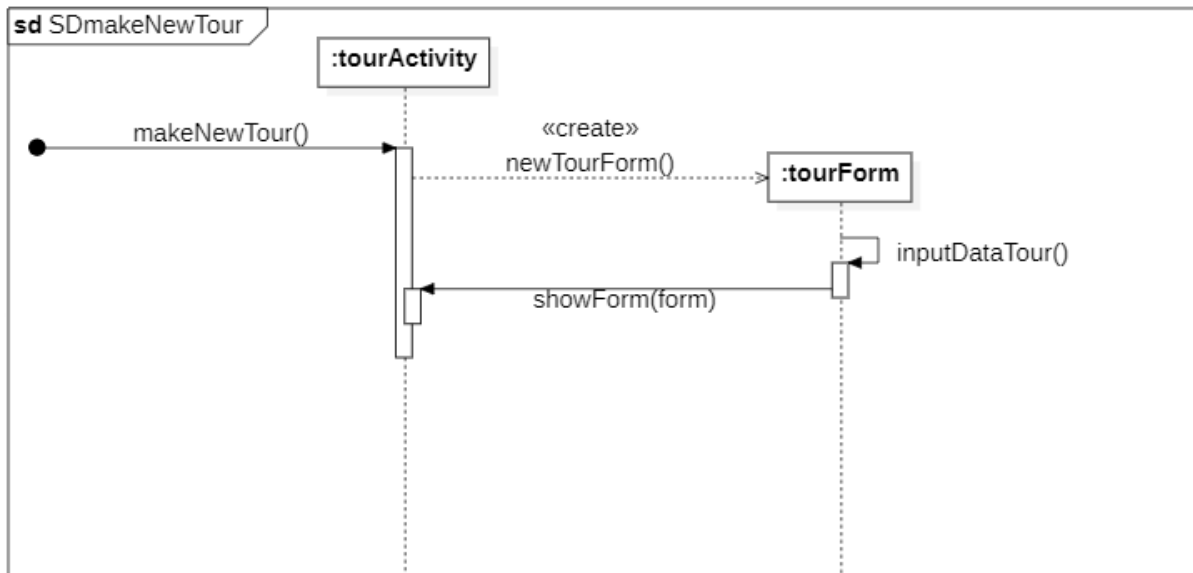 sd SDmakeNewTour
:tourActivity
makeNewTour()
«create»
newTourForm()
:tourForm
inputDataTour()
showForm(form)